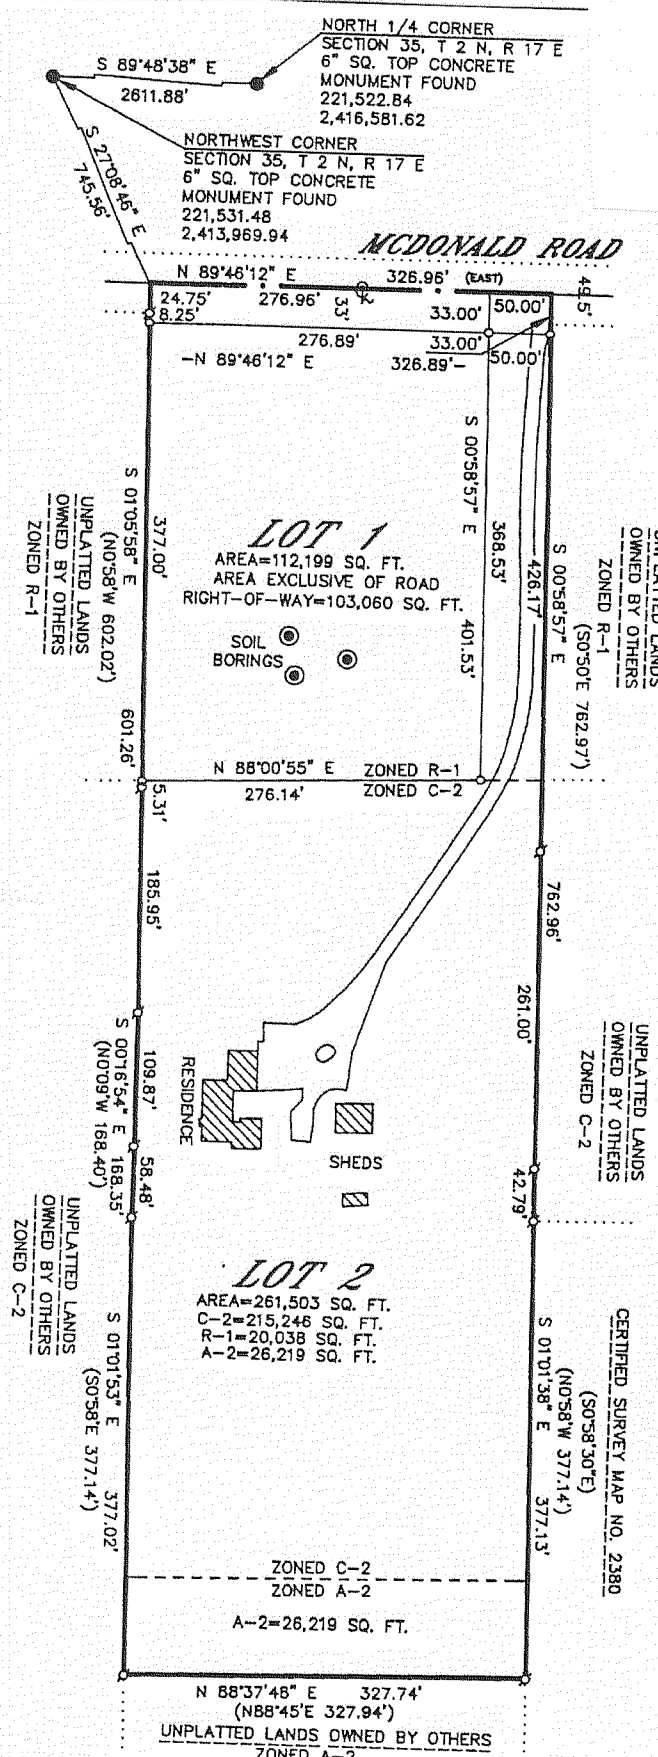 NORTH 1/4 CORNER
SECTION 35, T 2 N, R 17 E
6" SQ. TOP CONCRETE
MONUMENT FOUND
221,522.84
2,416,581.62
S 89°48'38" E
2611.88'
S 27°08'46" E
745.56'
NORTHWEST CORNER
SECTION 35, T 2 N, R 17 E
6" SQ. TOP CONCRETE
MONUMENT FOUND
221,531.48
2,413,969.94
MCDONALD ROAD
N 89°46'12" E 326.96' (EAST)
24.75' 276.96' 33' 33.00' 50.00' 49.5'
8.25'
276.89' 33.00' 50.00'
-N 89°46'12" E 326.89'-
S 01°05'58" E 601.26'
(N0°58'W 602.02')
377.00'
UNPLATTED LANDS
OWNED BY OTHERS
ZONED R-1
LOT 1
AREA=112,199 SQ. FT.
AREA EXCLUSIVE OF ROAD
RIGHT-OF-WAY=103,060 SQ. FT.
SOIL
BORINGS
S 00°58'57" E 401.53'
368.53'
426.17'
S 00°58'57" E 762.96'
(S0°50'E 762.97')
UNPLATTED LANDS
OWNED BY OTHERS
ZONED R-1
N 88°00'55" E ZONED R-1
276.14' ZONED C-2
5.31'
185.95'
109.87'
S 00°16'54" E 168.35'
(N0°09'W 168.40')
58.48'
RESIDENCE
SHEDS
261.00'
42.79'
UNPLATTED LANDS
OWNED BY OTHERS
ZONED C-2
LOT 2
AREA=261,503 SQ. FT.
C-2=215,246 SQ. FT.
R-1=20,038 SQ. FT.
A-2=26,219 SQ. FT.
UNPLATTED LANDS
OWNED BY OTHERS
ZONED C-2
S 01°01'53" E 377.02'
(S0°58'E 377.14')
S 01°01'38" E 377.13'
(N0°58'W 377.14')
(S0°58'30"E)
CERTIFIED SURVEY MAP NO. 2380
ZONED C-2
ZONED A-2
A-2=26,219 SQ. FT.
N 88°37'48" E 327.74'
(N88°45'E 327.94')
UNPLATTED LANDS OWNED BY OTHERS
ZONED A-2